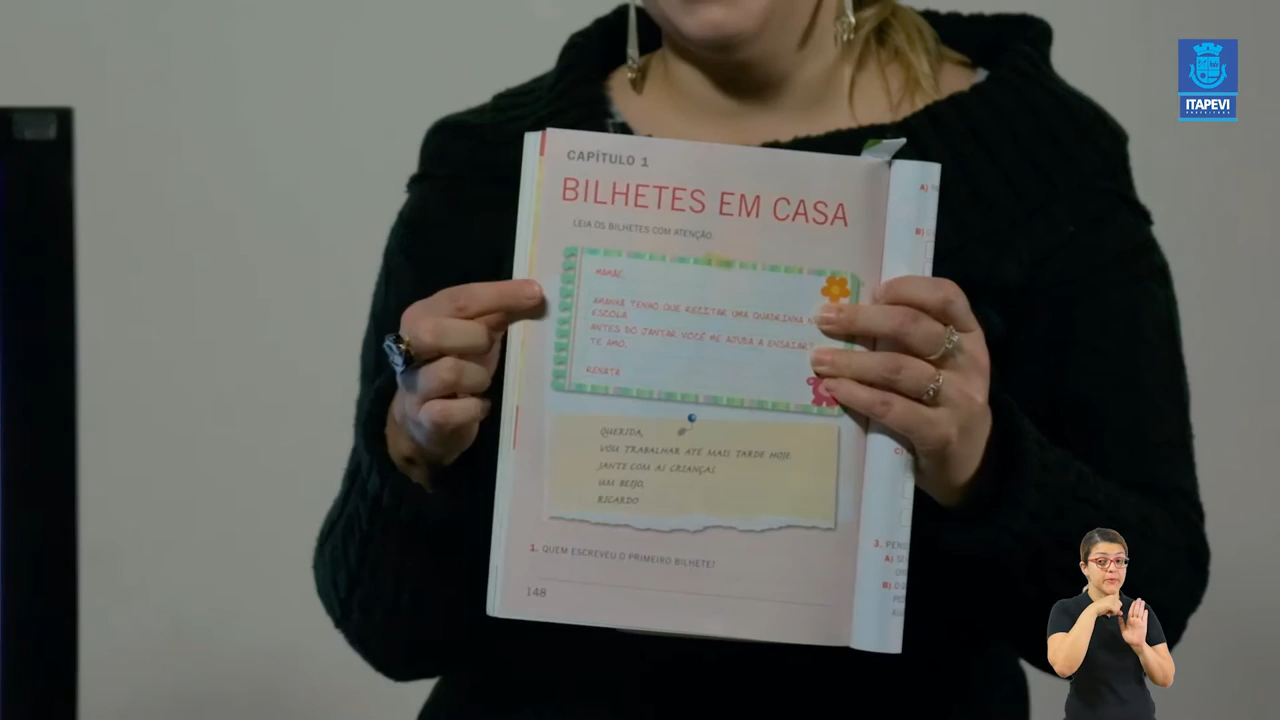 ITAPEVI
PREFEITURA
CAPÍTULO 1
BILHETES EM CASA
LEIA OS BILHETES COM ATENÇÃO.
MAMÃE,
AMANHÃ TENHO QUE RECITAR UMA QUADRINHA
ESCOLA.
ANTES DO JANTAR, VOCÊ ME AJUDA A ENSAIAR?
TE AMO,
RENATA
QUERIDA,
VOU TRABALHAR ATÉ MAIS TARDE HOJE.
JANTE COM AS CRIANÇAS.
UM BEIJO,
RICARDO
1. QUEM ESCREVEU O PRIMEIRO BILHETE?
148
A)
B)
C)
3.
A)
B)